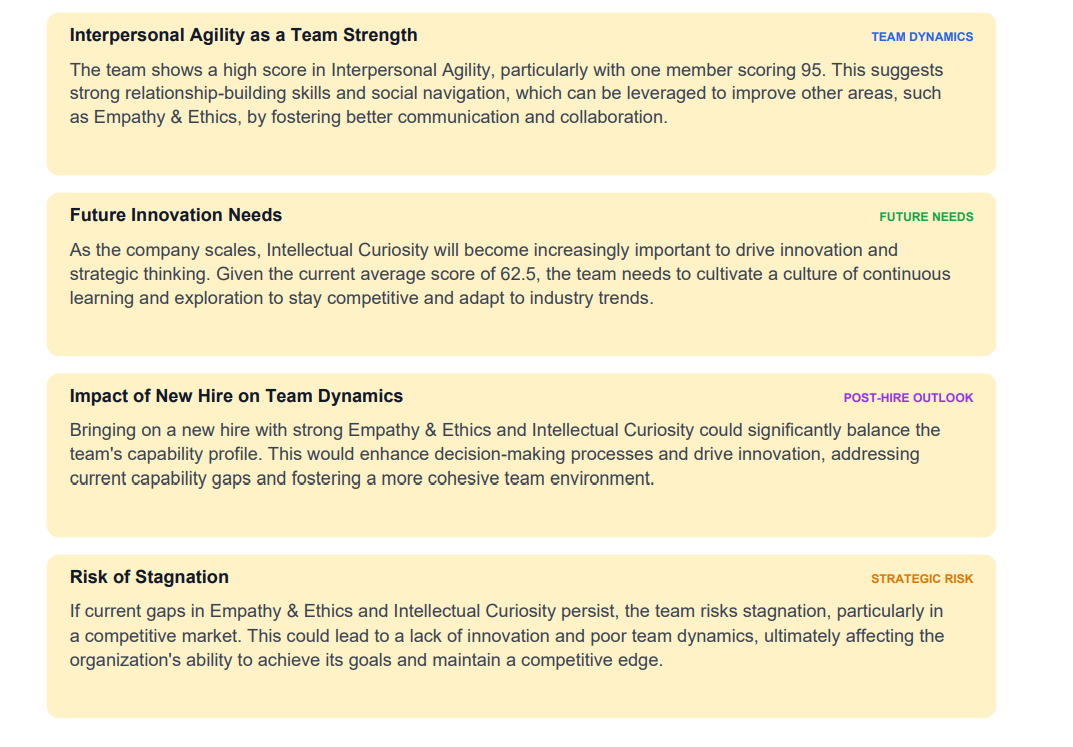 Interpersonal Agility as a Team Strength
TEAM DYNAMICS
The team shows a high score in Interpersonal Agility, particularly with one member scoring 95. This suggests
strong relationship-building skills and social navigation, which can be leveraged to improve other areas, such
as Empathy & Ethics, by fostering better communication and collaboration.
Future Innovation Needs
FUTURE NEEDS
As the company scales, Intellectual Curiosity will become increasingly important to drive innovation and
strategic thinking. Given the current average score of 62.5, the team needs to cultivate a culture of continuous
learning and exploration to stay competitive and adapt to industry trends.
Impact of New Hire on Team Dynamics
POST-HIRE OUTLOOK
Bringing on a new hire with strong Empathy & Ethics and Intellectual Curiosity could significantly balance the
team's capability profile. This would enhance decision-making processes and drive innovation, addressing
current capability gaps and fostering a more cohesive team environment.
Risk of Stagnation
STRATEGIC RISK
If current gaps in Empathy & Ethics and Intellectual Curiosity persist, the team risks stagnation, particularly in
a competitive market. This could lead to a lack of innovation and poor team dynamics, ultimately affecting the
organization's ability to achieve its goals and maintain a competitive edge.